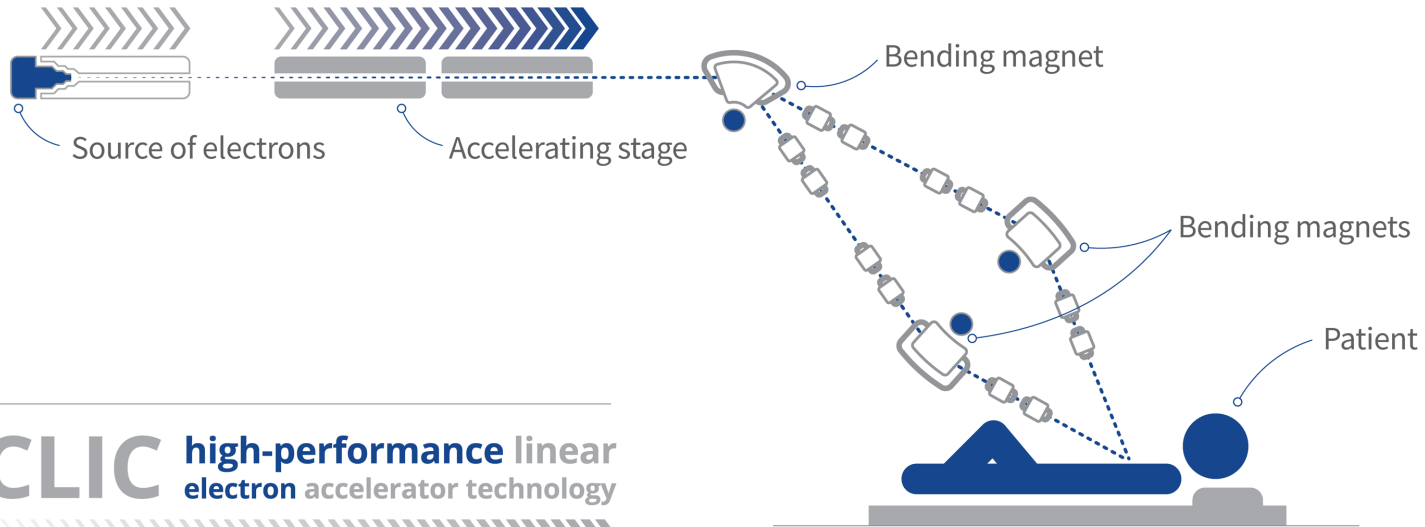 Bending magnet
Source of electrons
Accelerating stage
Bending magnets
Patient
CLIC
high-performance linear
electron accelerator technology